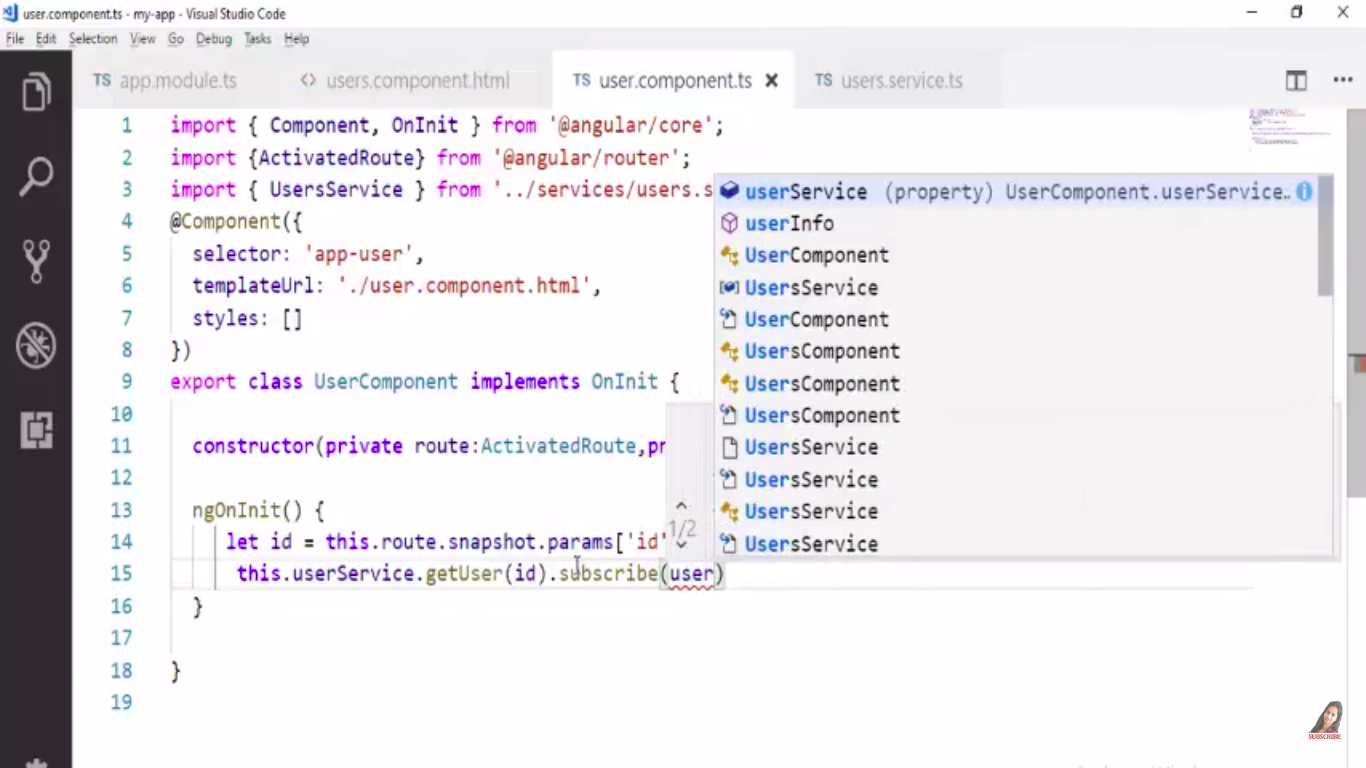 user.component.ts - my-app - Visual Studio Code
File Edit Selection View Go Debug Tasks Help
TS app.module.ts <> users.component.html TS user.component.ts TS users.service.ts
1 import { Component, OnInit } from '@angular/core';
2 import {ActivatedRoute} from '@angular/router';
3 import { UsersService } from '../services/users.s
4 @Component({
5 selector: 'app-user',
6 templateUrl: './user.component.html',
7 styles: []
8 })
9 export class UserComponent implements OnInit {
10
11 constructor(private route:ActivatedRoute,pr
12
13 ngOnInit() {
14 let id = this.route.snapshot.params['id'
15 this.userService.getUser(id).subscribe(user)
16 }
17
18 }
19
userService (property) UserComponent.userService…
userInfo
UserComponent
UsersService
UserComponent
UsersComponent
UsersComponent
UsersComponent
UsersService
UsersService
UsersService
UsersService
1/2
SUBSCRIBE